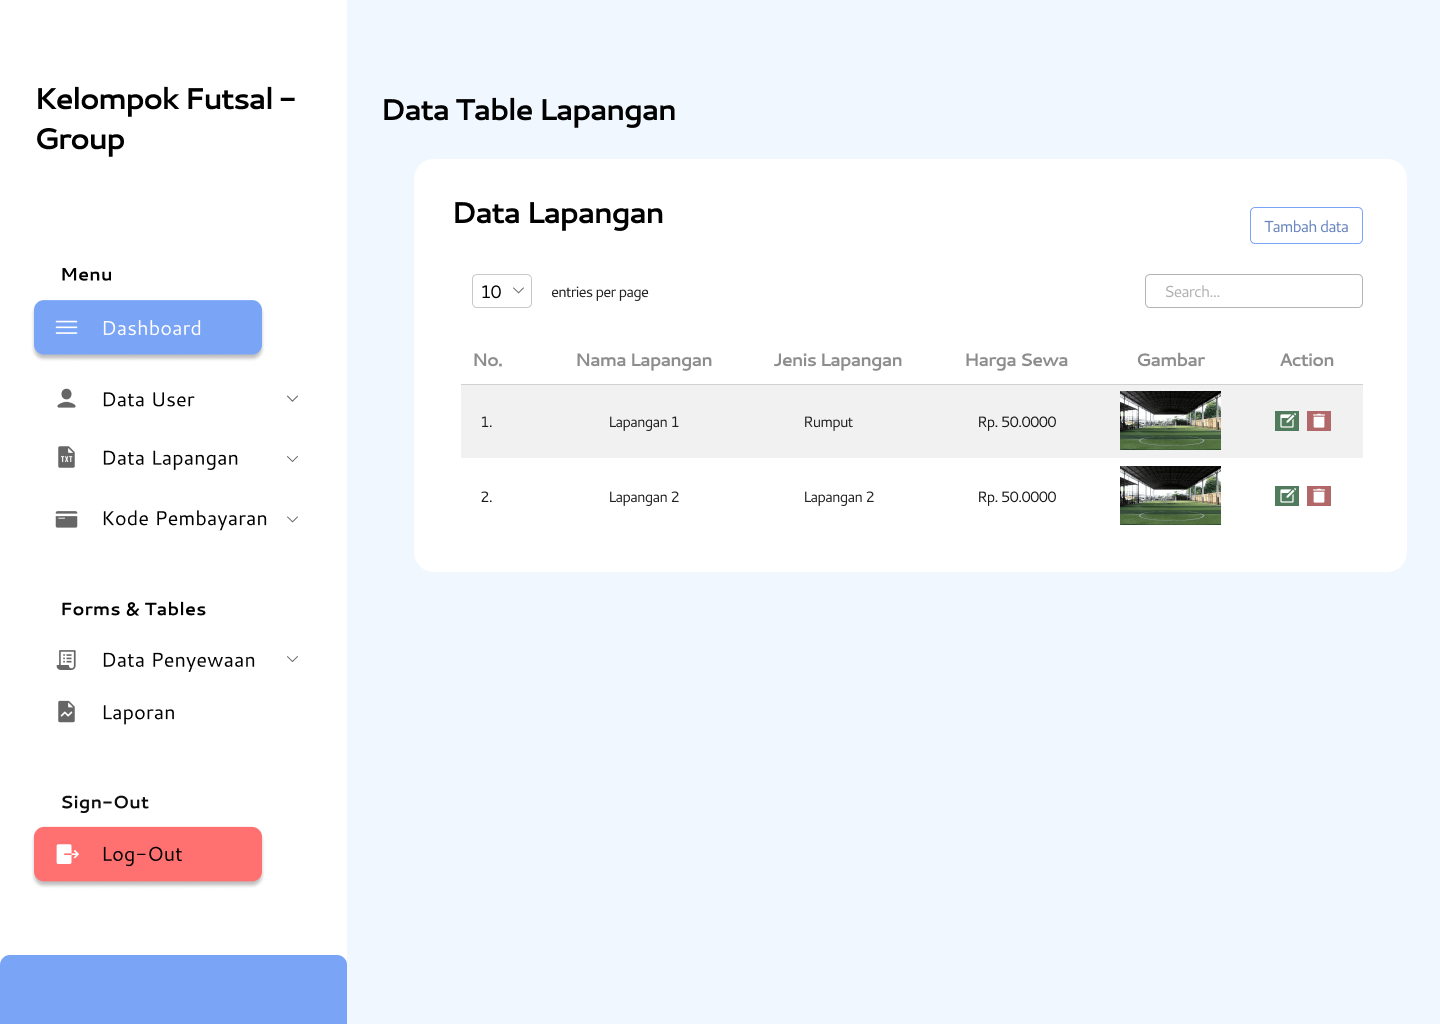 Kelompok Futsal -
Group
Menu
Dashboard
Data User
Data Lapangan
Kode Pembayaran
Forms & Tables
Data Penyewaan
Laporan
Sign-Out
Log-Out
Data Table Lapangan
Data Lapangan
Tambah data
10 entries per page
Search...
No. Nama Lapangan Jenis Lapangan Harga Sewa Gambar Action
1. Lapangan 1 Rumput Rp. 50.0000
2. Lapangan 2 Lapangan 2 Rp. 50.0000
TXT